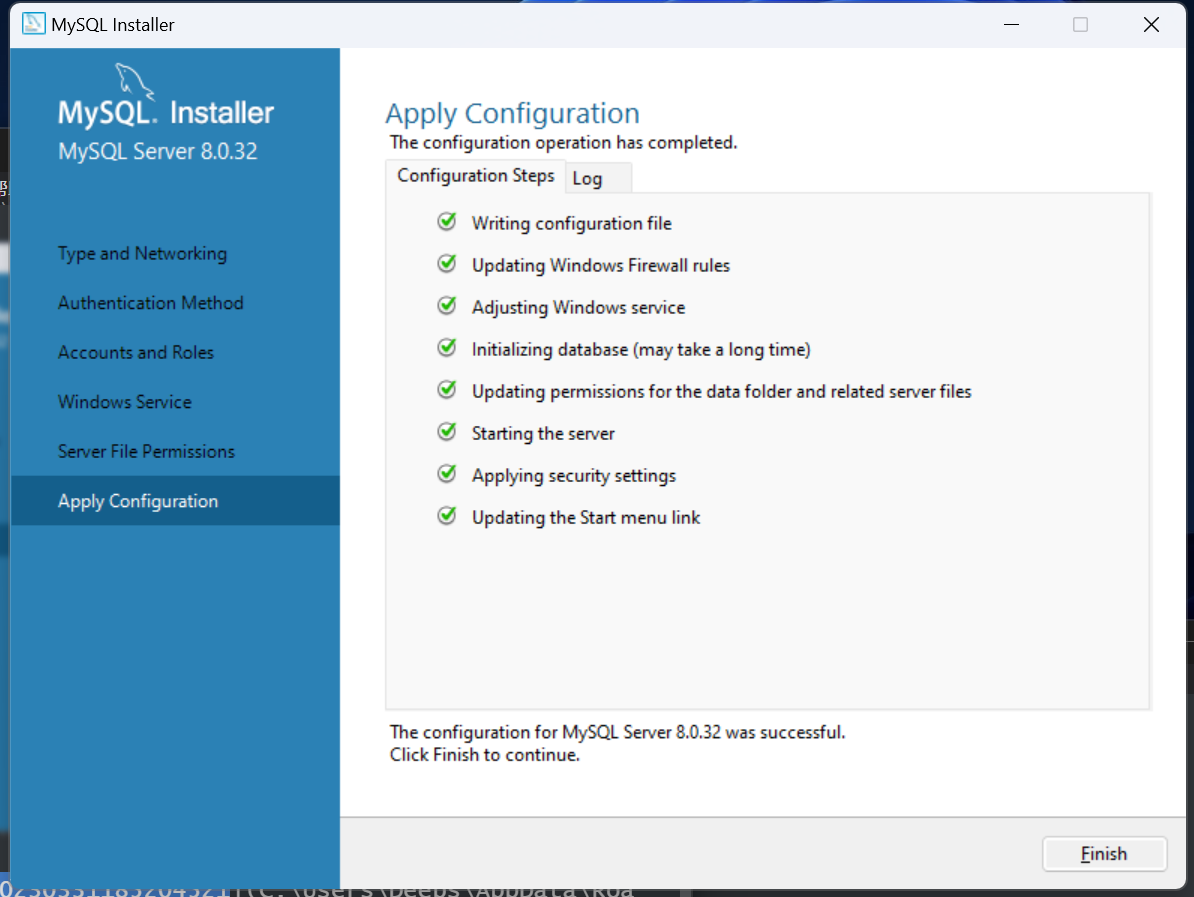 MySQL Installer
MySQL. Installer
MySQL Server 8.0.32
Type and Networking
Authentication Method
Accounts and Roles
Windows Service
Server File Permissions
Apply Configuration
Apply Configuration
The configuration operation has completed.
Configuration Steps
Log
Writing configuration file
Updating Windows Firewall rules
Adjusting Windows service
Initializing database (may take a long time)
Updating permissions for the data folder and related server files
Starting the server
Applying security settings
Updating the Start menu link
The configuration for MySQL Server 8.0.32 was successful.
Click Finish to continue.
Finish